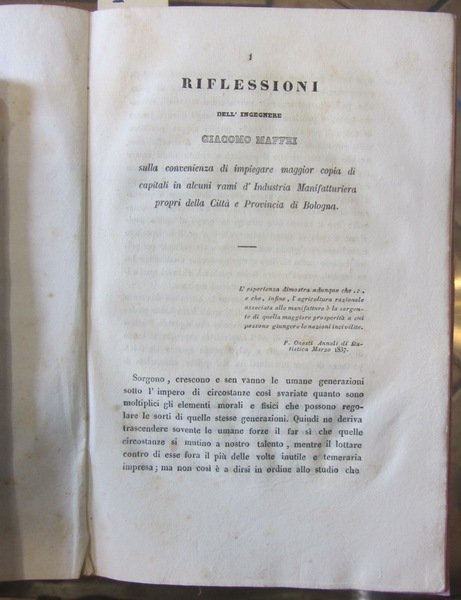 1
RIFLESSIONI
DELL' INGEGNERE
GIACOMO MAFFEI
sulla convenienza di impiegare maggior copia di
capitali in alcuni rami d' Industria Manifatturiera
propri della Città e Provincia di Bologna.
L' esperienza dimostra adunque che . . .
e che, infine, l' agricoltura razionale
associata alle manifatture è la sorgen-
te di quella maggiore prosperità a cui
possono giungere le nazioni incivilite.
P. Onesti Annali di Sta-
tistica Marzo 1837.
Sorgono, crescono e sen vanno le umane generazioni
sotto l' impero di circostanze così svariate quanto sono
moltiplici gli elementi morali e fisici che possono rego-
lare le sorti di quelle stesse generazioni. Quindi ne deriva
trascendere sovente le umane forze il far sì che quelle
circostanze si mutino a nostro talento, mentre il lottare
contro di esse fora il più delle volte inutile e temeraria
impresa; ma non così è a dirsi in ordine allo studio che